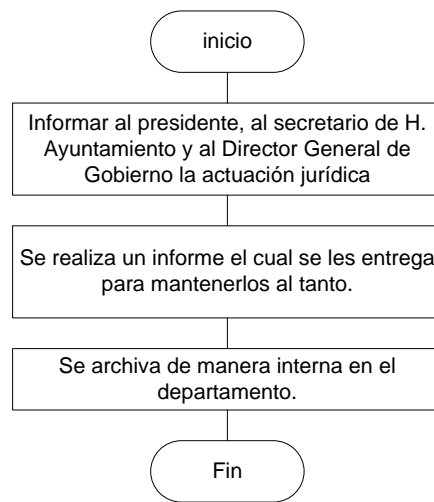 inicio
Informar al presidente, al secretario de H.
Ayuntamiento y al Director General de
Gobierno la actuación jurídica
Se realiza un informe el cual se les entrega
para mantenerlos al tanto.
Se archiva de manera interna en el
departamento.
Fin